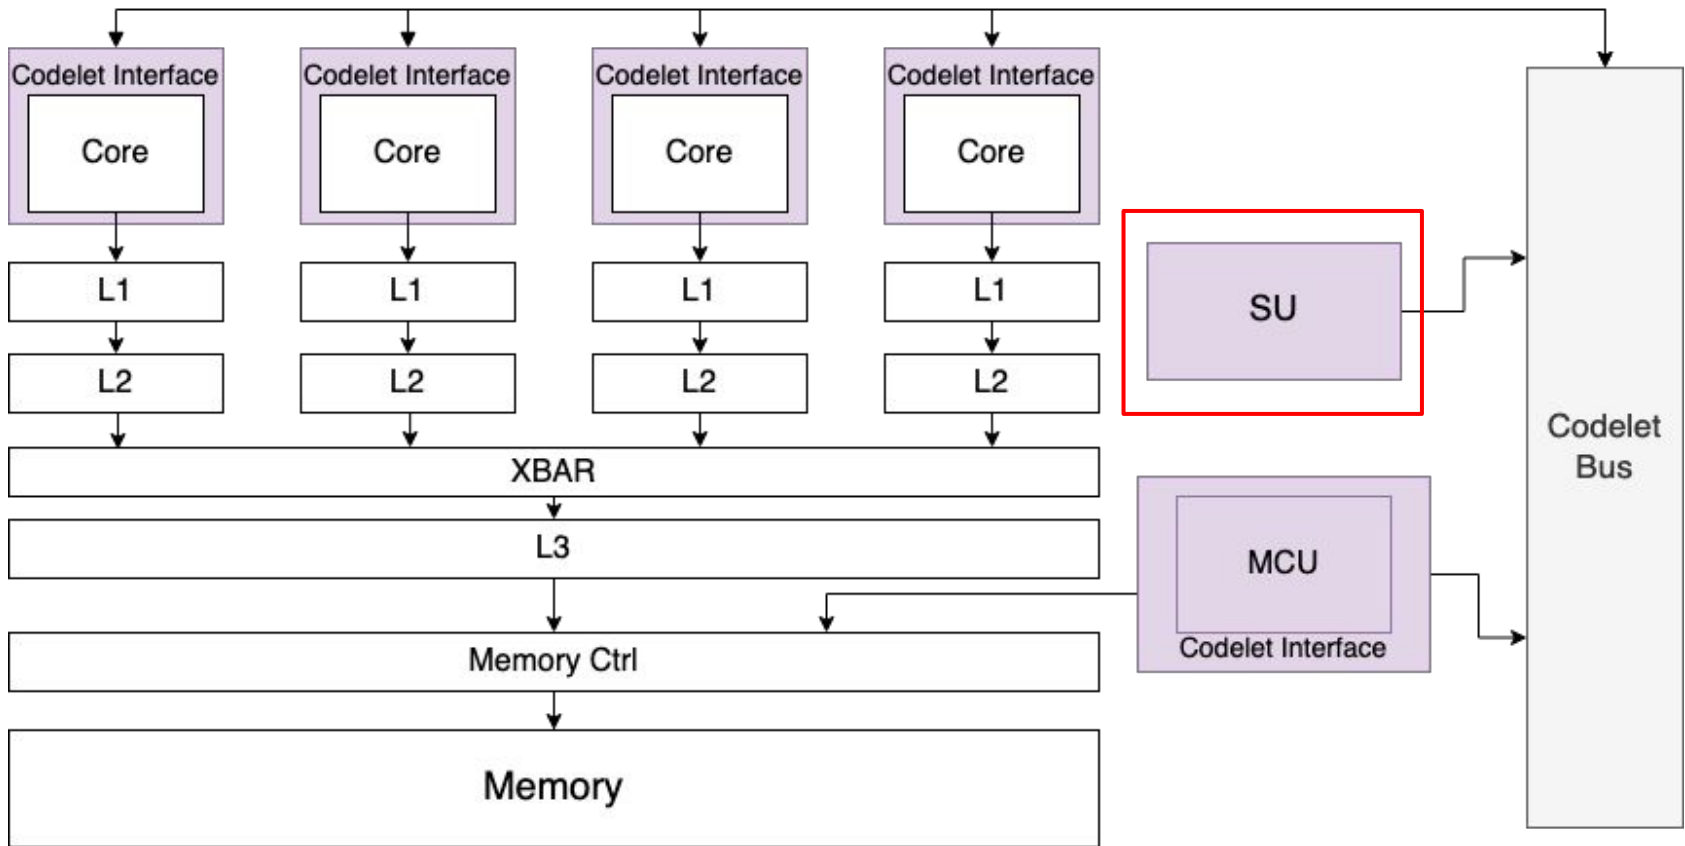 Codelet Interface
Codelet Interface
Codelet Interface
Codelet Interface
Core
Core
Core
Core
L1
L1
L1
L1
SU
L2
L2
L2
L2
Codelet
Bus
XBAR
L3
MCU
Codelet Interface
Memory Ctrl
Memory